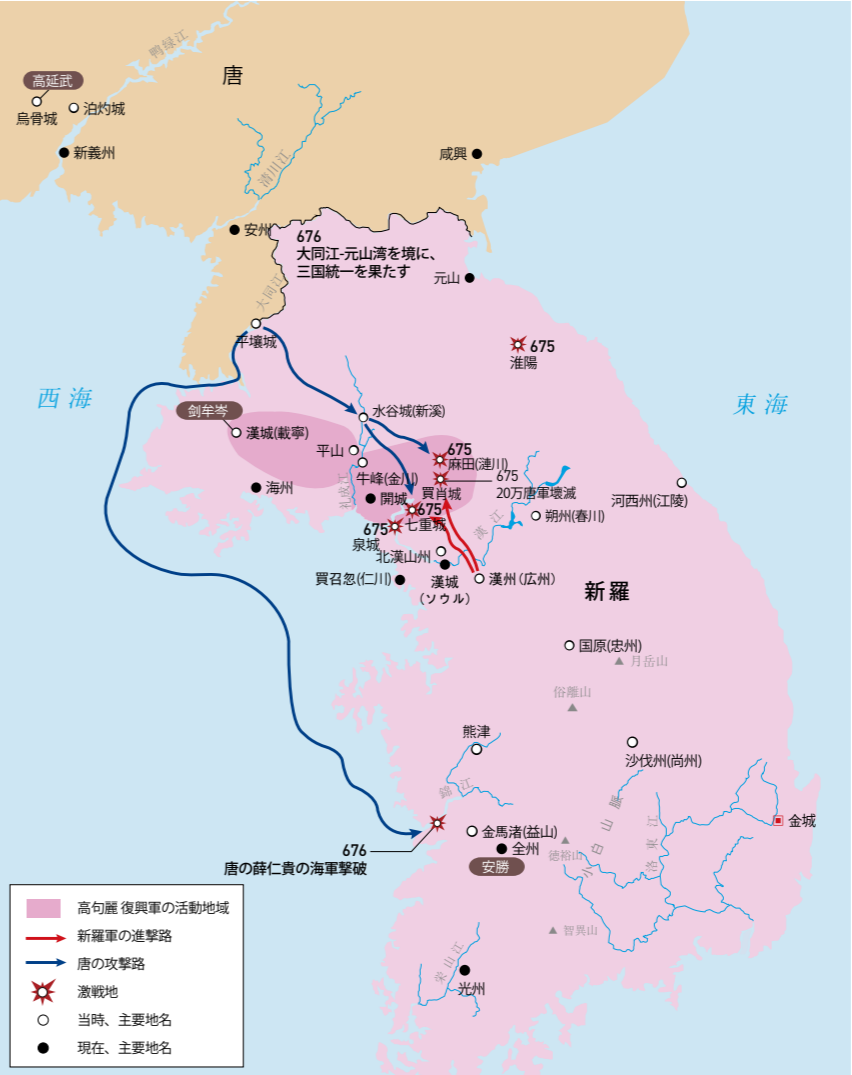 鸭绿江
唐
高延武
烏骨城
泊灼城
新義州
清川江
咸興
安州
676
大同江-元山湾を境に、
三国統一を果たす
大同江
元山
平壌城
675
淮陽
西海
東海
剑牟岑
水谷城(新溪)
漢城(載寧)
平山
675
麻田(漣川)
牛峰(金川)
675
20万唐軍壊滅
買肖城
礼成江
海州
開城
河西州(江陵)
675
七重城
漢江
朔州(春川)
675
泉城
北漢山州
買召忽(仁川)
漢城
(ソウル)
漢州(広州)
新羅
国原(忠州)
月岳山
俗離山
熊津
沙伐州(尚州)
錦江
小白山脈
洛東江
金城
金馬渚(益山)
全州
徳裕山
安勝
676
唐の薛仁貴の海軍撃破
智異山
栄山江
光州
高句麗 復興軍の活動地域
新羅軍の進撃路
唐の攻撃路
激戦地
当時、主要地名
現在、主要地名